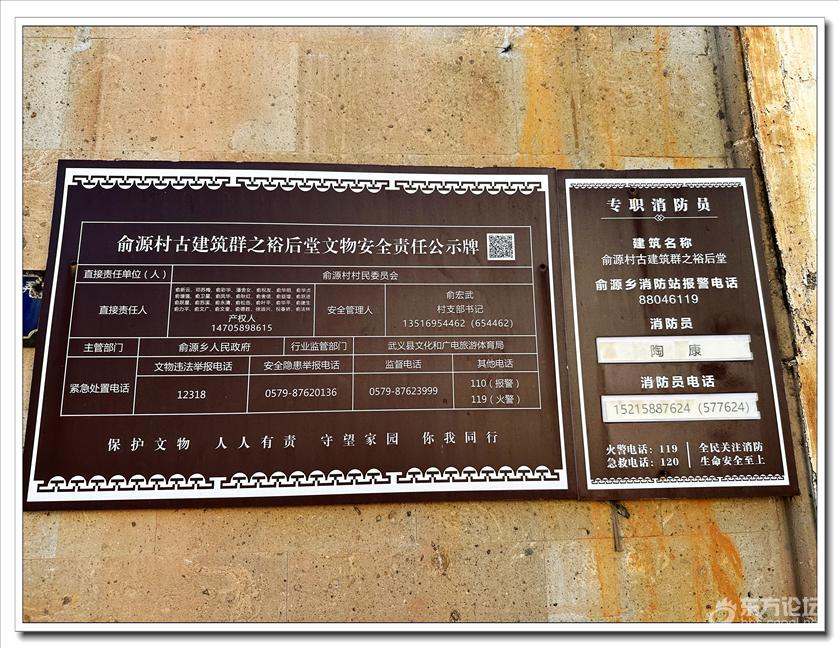 俞源村古建筑群之裕后堂文物安全责任公示牌
直接责任单位（人） 俞源村村民委员会
直接责任人
产权人
14705898615
安全管理人
俞宏武
村支部书记
13516954462（654462）
主管部门 俞源乡人民政府 行业监管部门 武义县文化和广电旅游体育局
紧急处置电话
文物违法举报电话 安全隐患举报电话 监督电话 其他电话
12318 0579-87620136 0579-87623999
110（报警）
119（火警）
保护文物 人人有责 守望家园 你我同行
专职消防员
建筑名称
俞源村古建筑群之裕后堂
俞源乡消防站报警电话
88046119
消防员
陶 康
消防员电话
15215887624（577624）
火警电话：119
急救电话：120
全民关注消防
生命安全至上
东方论坛